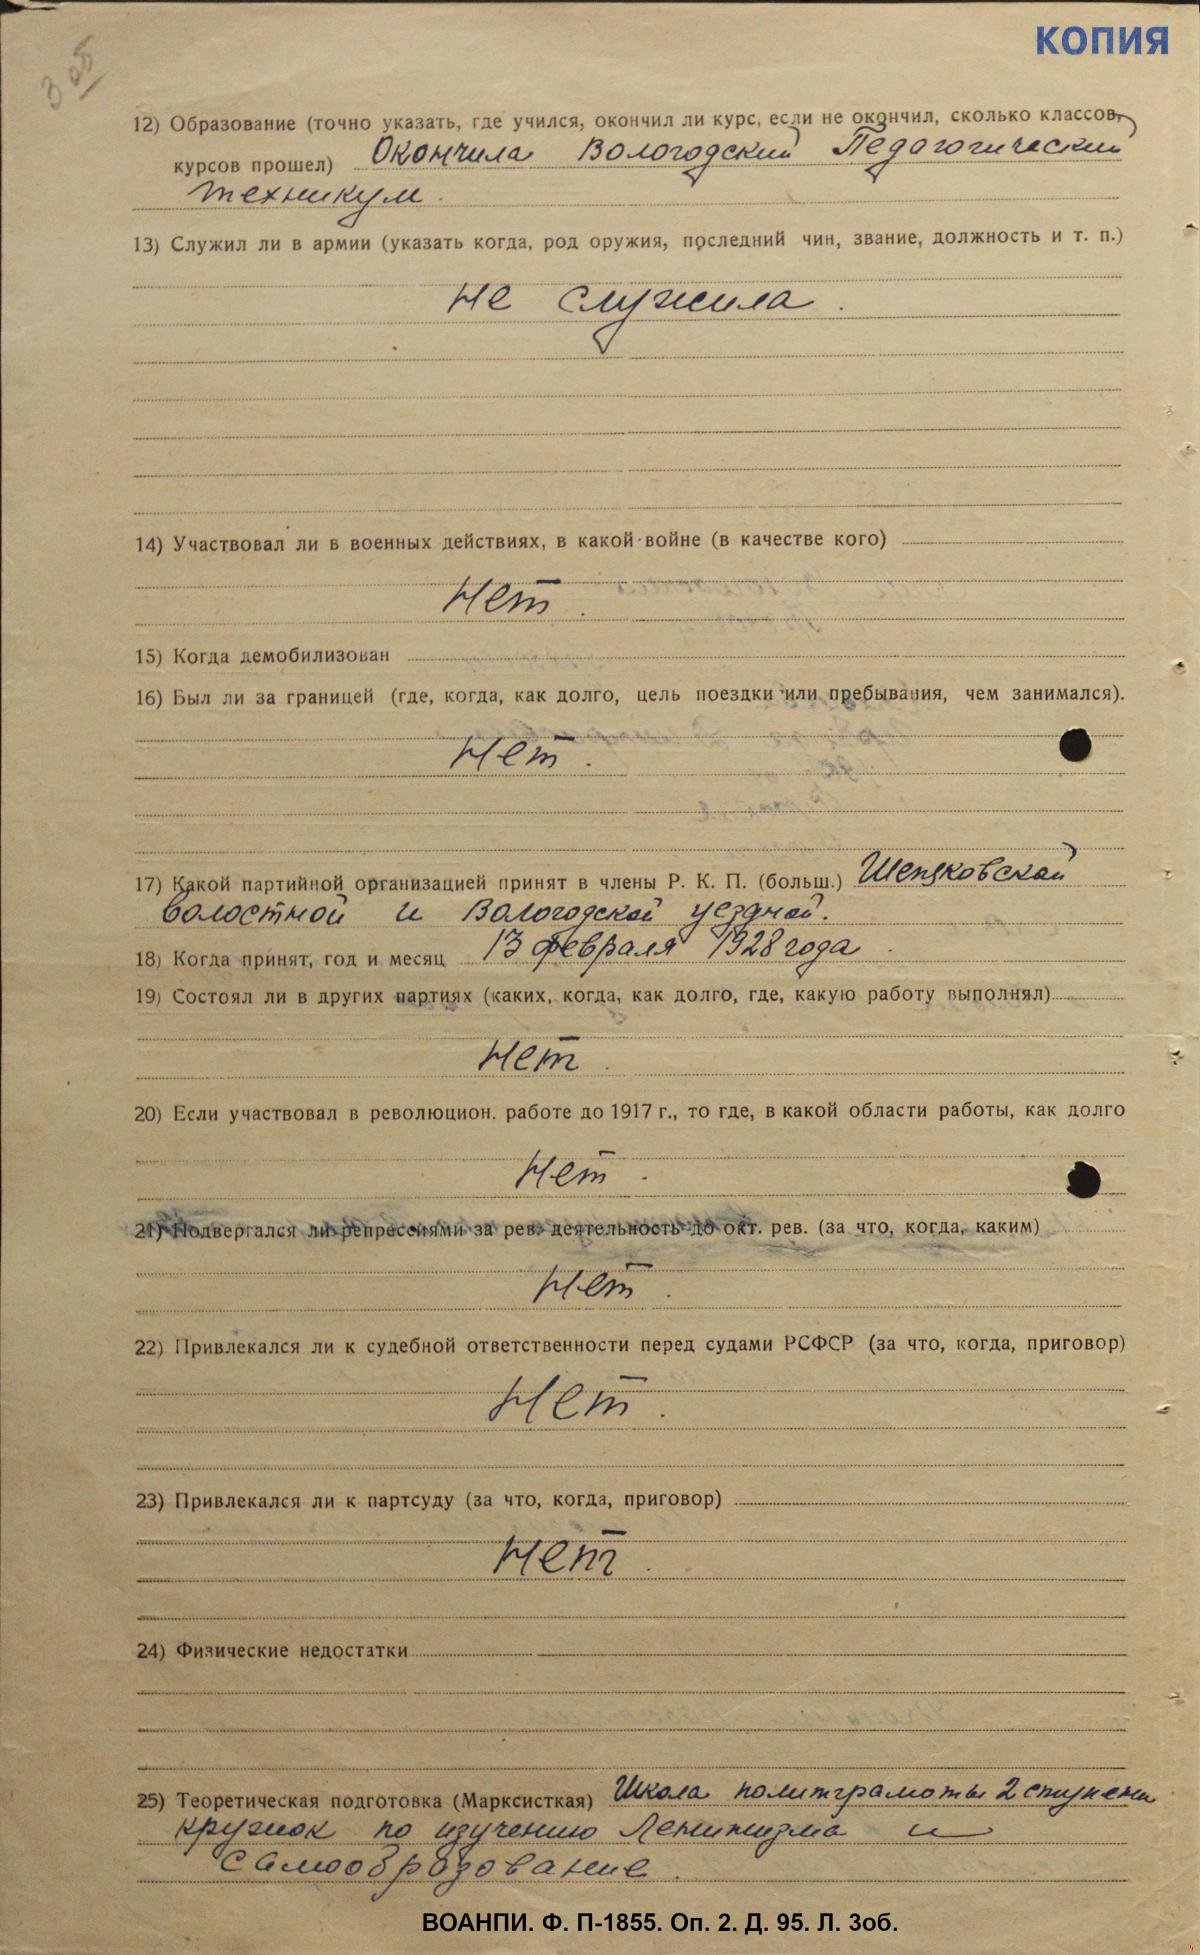 КОПИЯ
3 об
12) Образование (точно указать, где учился, окончил ли курс, если не окончил, сколько классов,
курсов прошел) Окончила Вологодский Педагогический
техникум.
13) Служил ли в армии (указать когда, род оружия, последний чин, звание, должность и т. п.)
не служила.
14) Участвовал ли в военных действиях, в какой войне (в качестве кого)
Нет.
15) Когда демобилизован
16) Был ли за границей (где, когда, как долго, цель поездки или пребывания, чем занимался).
Нет.
17) Какой партийной организацией принят в члены Р. К. П. (больш.)
волостной и Вологодской уездной.
18) Когда принят, год и месяц 13 февраля 1928 года.
19) Состоял ли в других партиях (каких, когда, как долго, где, какую работу выполнял)
Нет.
20) Если участвовал в революцион. работе до 1917 г., то где, в какой области работы, как долго
Нет.
21) Подвергался ли репрессиями за рев. деятельность до окт. рев. (за что, когда, каким)
Нет.
22) Привлекался ли к судебной ответственности перед судами РСФСР (за что, когда, приговор)
Нет.
23) Привлекался ли к партсуду (за что, когда, приговор)
Нет.
24) Физические недостатки
25) Теоретическая подготовка (Марксисткая) Школа политграмоты 2 ступени
кружок по изучению Ленинизма и
самообразование.
ВОАНПИ. Ф. П-1855. Оп. 2. Д. 95. Л. 3об.